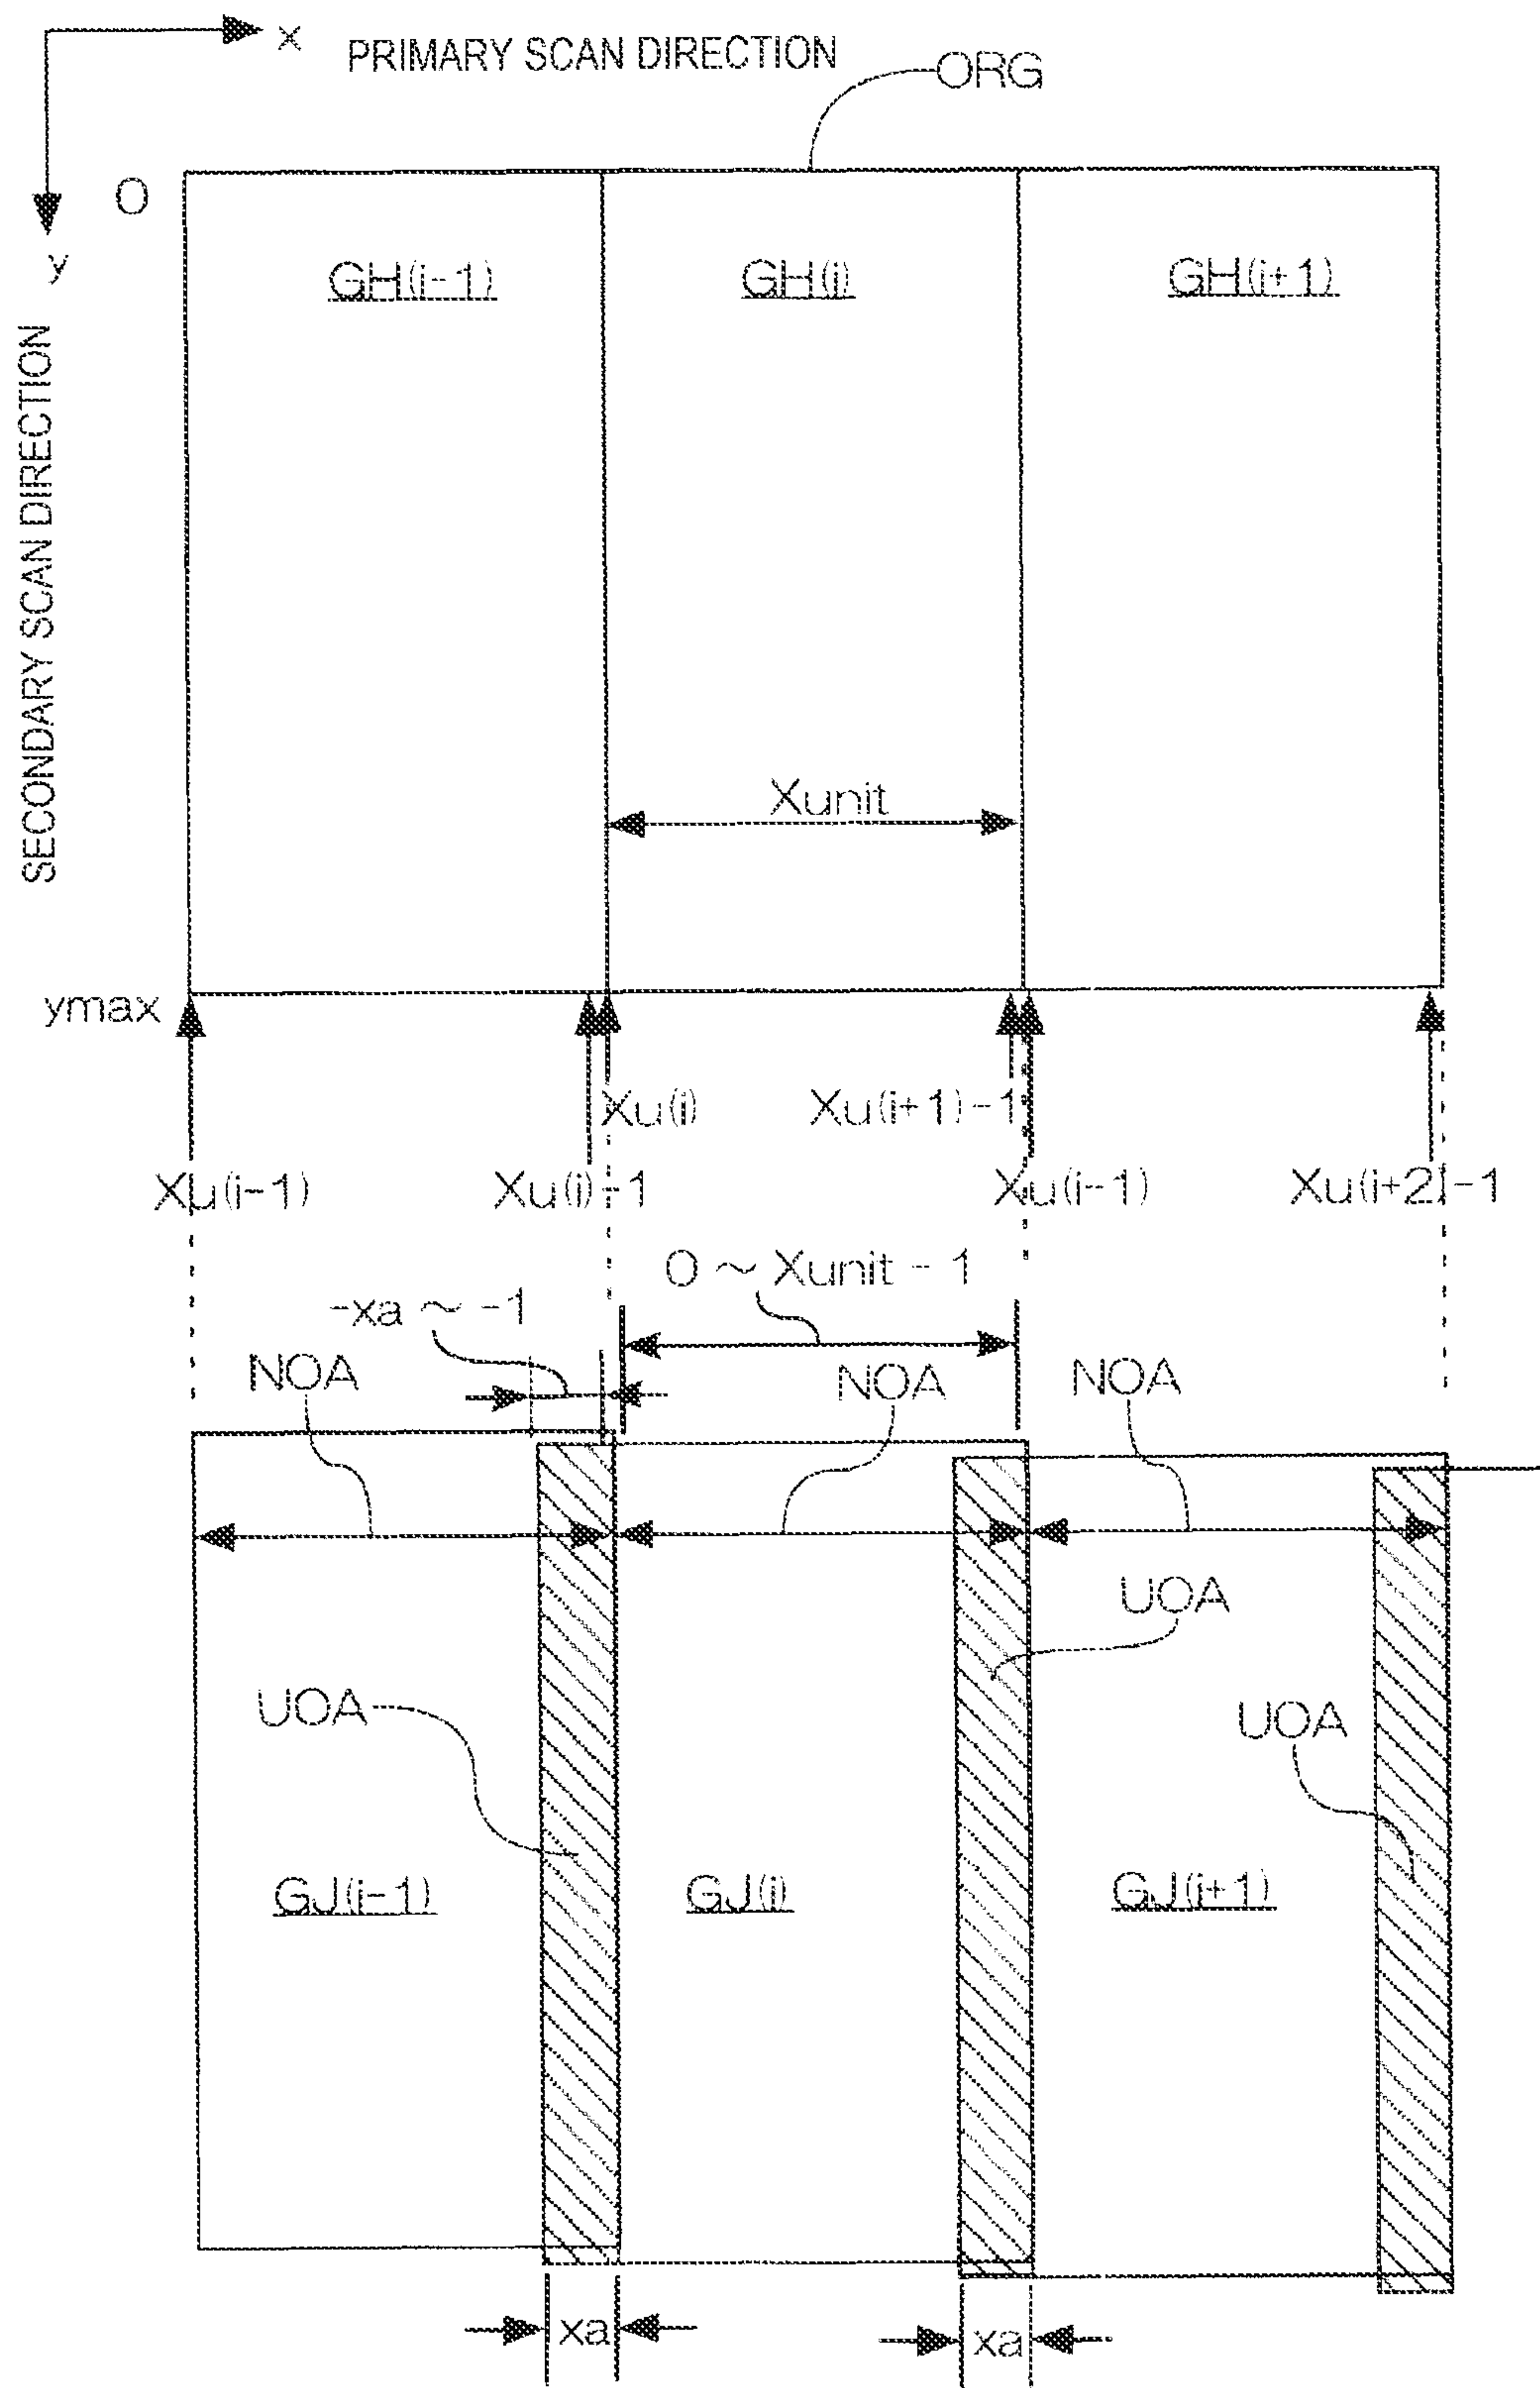 x
PRIMARY SCAN DIRECTION
ORG
0
y
GH(i-1)
GH(i)
GH(i+1)
SECONDARY SCAN DIRECTION
Xunit
ymax
Xu(i)
Xu(i+1)-1
Xu(i-1)
Xu(i)-1
Xu(i-1)
Xu(i+2)-1
0 ~ Xunit - 1
-xa ~ -1
NOA
NOA
NOA
UOA
UOA
UOA
GJ(i-1)
GJ(i)
GJ(i+1)
xa
xa